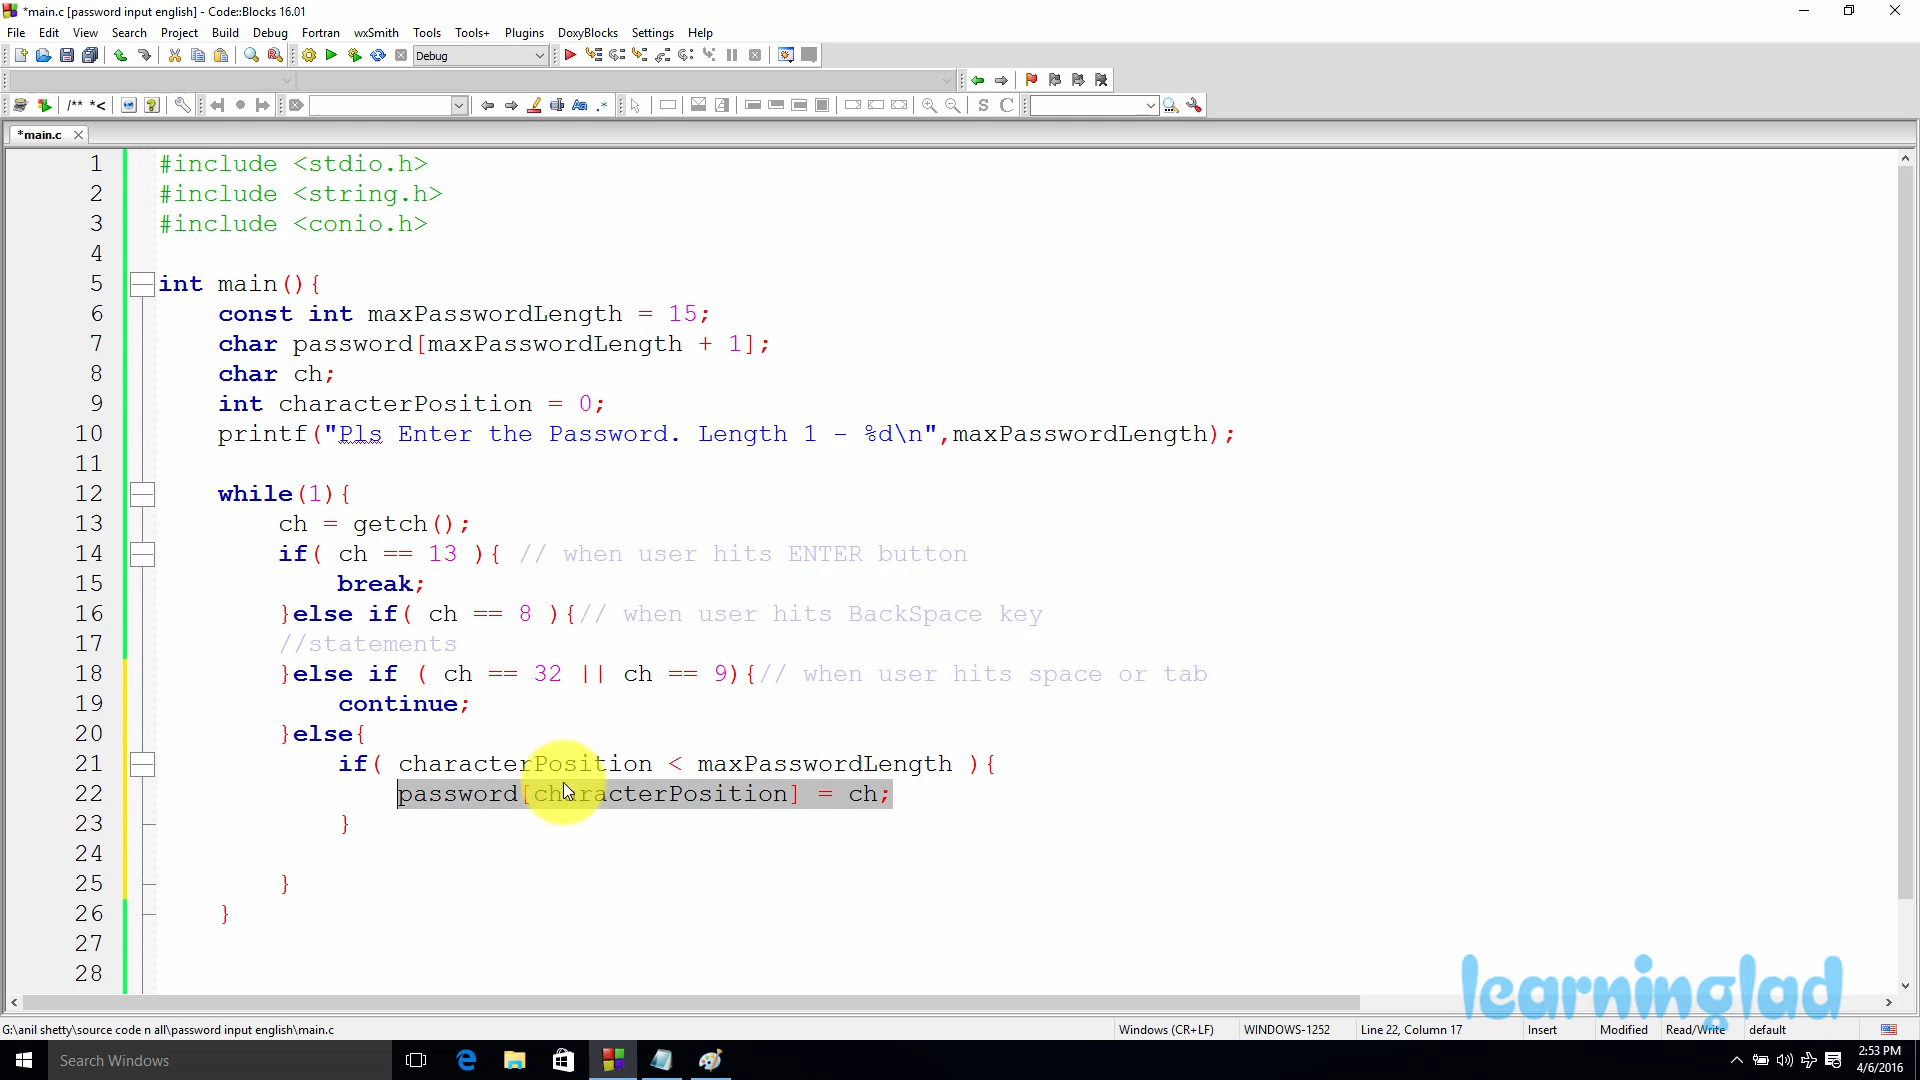 *main.c [password input english] - Code::Blocks 16.01
File Edit View Search Project Build Debug Fortran wxSmith Tools Tools+ Plugins DoxyBlocks Settings Help
Debug
/** *<
Aa .*
S C
*main.c
1 #include <stdio.h>
2 #include <string.h>
3 #include <conio.h>
4
5 int main(){
6 const int maxPasswordLength = 15;
7 char password[maxPasswordLength + 1];
8 char ch;
9 int characterPosition = 0;
10 printf("Pls Enter the Password. Length 1 - %d\n",maxPasswordLength);
11
12 while(1){
13 ch = getch();
14 if( ch == 13 ){ // when user hits ENTER button
15 break;
16 }else if( ch == 8 ){// when user hits BackSpace key
17 //statements
18 }else if ( ch == 32 || ch == 9){// when user hits space or tab
19 continue;
20 }else{
21 if( characterPosition < maxPasswordLength ){
22 password[characterPosition] = ch;
23 }
24
25 }
26 }
27
28
learninglad
G:\anil shetty\source code n all\password input english\main.c Windows (CR+LF) WINDOWS-1252 Line 22, Column 17 Insert Modified Read/Write default
Search Windows
2:53 PM
4/6/2016